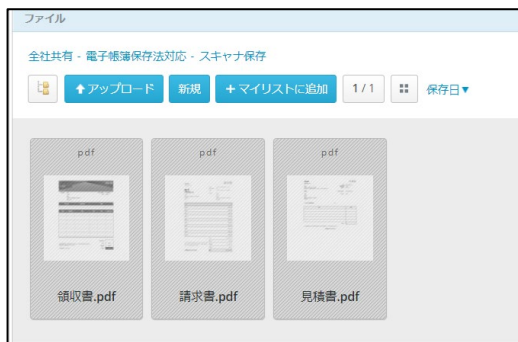 ファイル
全社共有 - 電子帳簿保存法対応 - スキャナ保存
アップロード 新規 +マイリストに追加 1 / 1 保存日▼
pdf pdf pdf
領収書.pdf 請求書.pdf 見積書.pdf